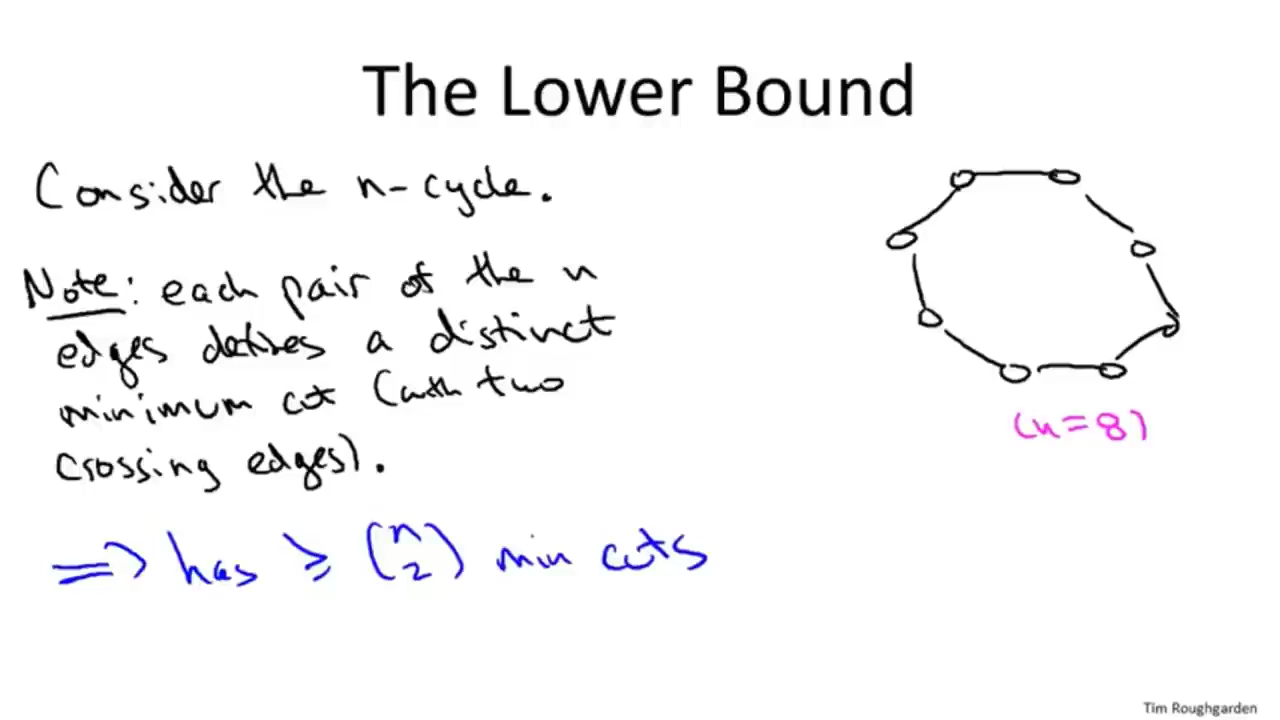 The Lower Bound
Consider the n-cycle.
Note: each pair of the n
edges defines a distinct
minimum cut (with two
crossing edges).
(n=8)
⟹ has ≥ (n 2) min cuts
Tim Roughgarden